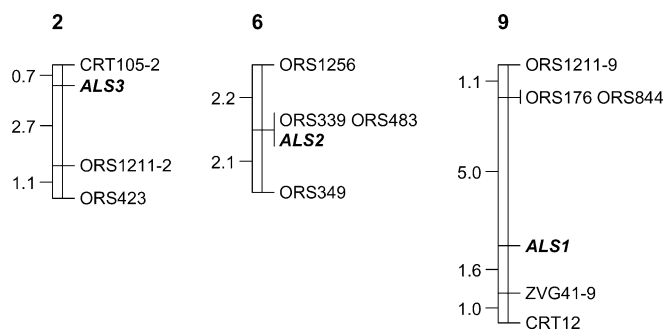 2
CRT105-2
0.7
ALS3
2.7
ORS1211-2
1.1
ORS423
6
ORS1256
2.2
ORS339 ORS483
ALS2
2.1
ORS349
9
ORS1211-9
1.1
ORS176 ORS844
5.0
ALS1
1.6
ZVG41-9
1.0
CRT12